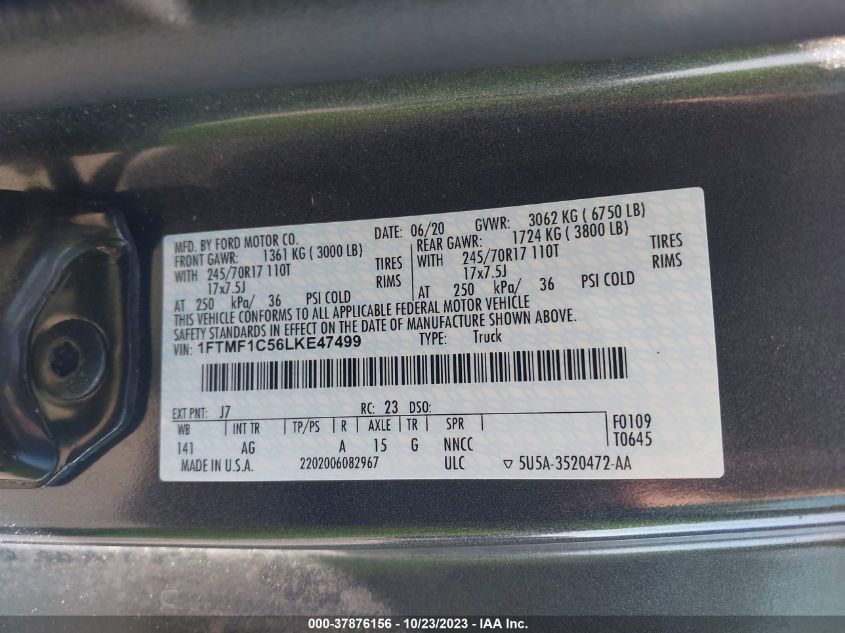 MFD. BY FORD MOTOR CO. DATE: 06/20 GVWR: 3062 KG ( 6750 LB)
FRONT GAWR: 1361 KG ( 3000 LB) REAR GAWR: 1724 KG ( 3800 LB)
WITH 245/70R17 110T TIRES WITH 245/70R17 110T TIRES
17x7.5J RIMS 17x7.5J RIMS
AT 250 kPa/ 36 PSI COLD AT 250 kPa/ 36 PSI COLD
THIS VEHICLE CONFORMS TO ALL APPLICABLE FEDERAL MOTOR VEHICLE
SAFETY STANDARDS IN EFFECT ON THE DATE OF MANUFACTURE SHOWN ABOVE.
VIN: 1FTMF1C56LKE47499 TYPE: Truck
EXT PNT: J7 RC: 23 DSO:
WB INT TR TP/PS R AXLE TR SPR F0109
141 AG A 15 G NNCC T0645
MADE IN U.S.A. 2202006082967 ULC ▽ 5U5A-3520472-AA
000-37876156 - 10/23/2023 - IAA Inc.